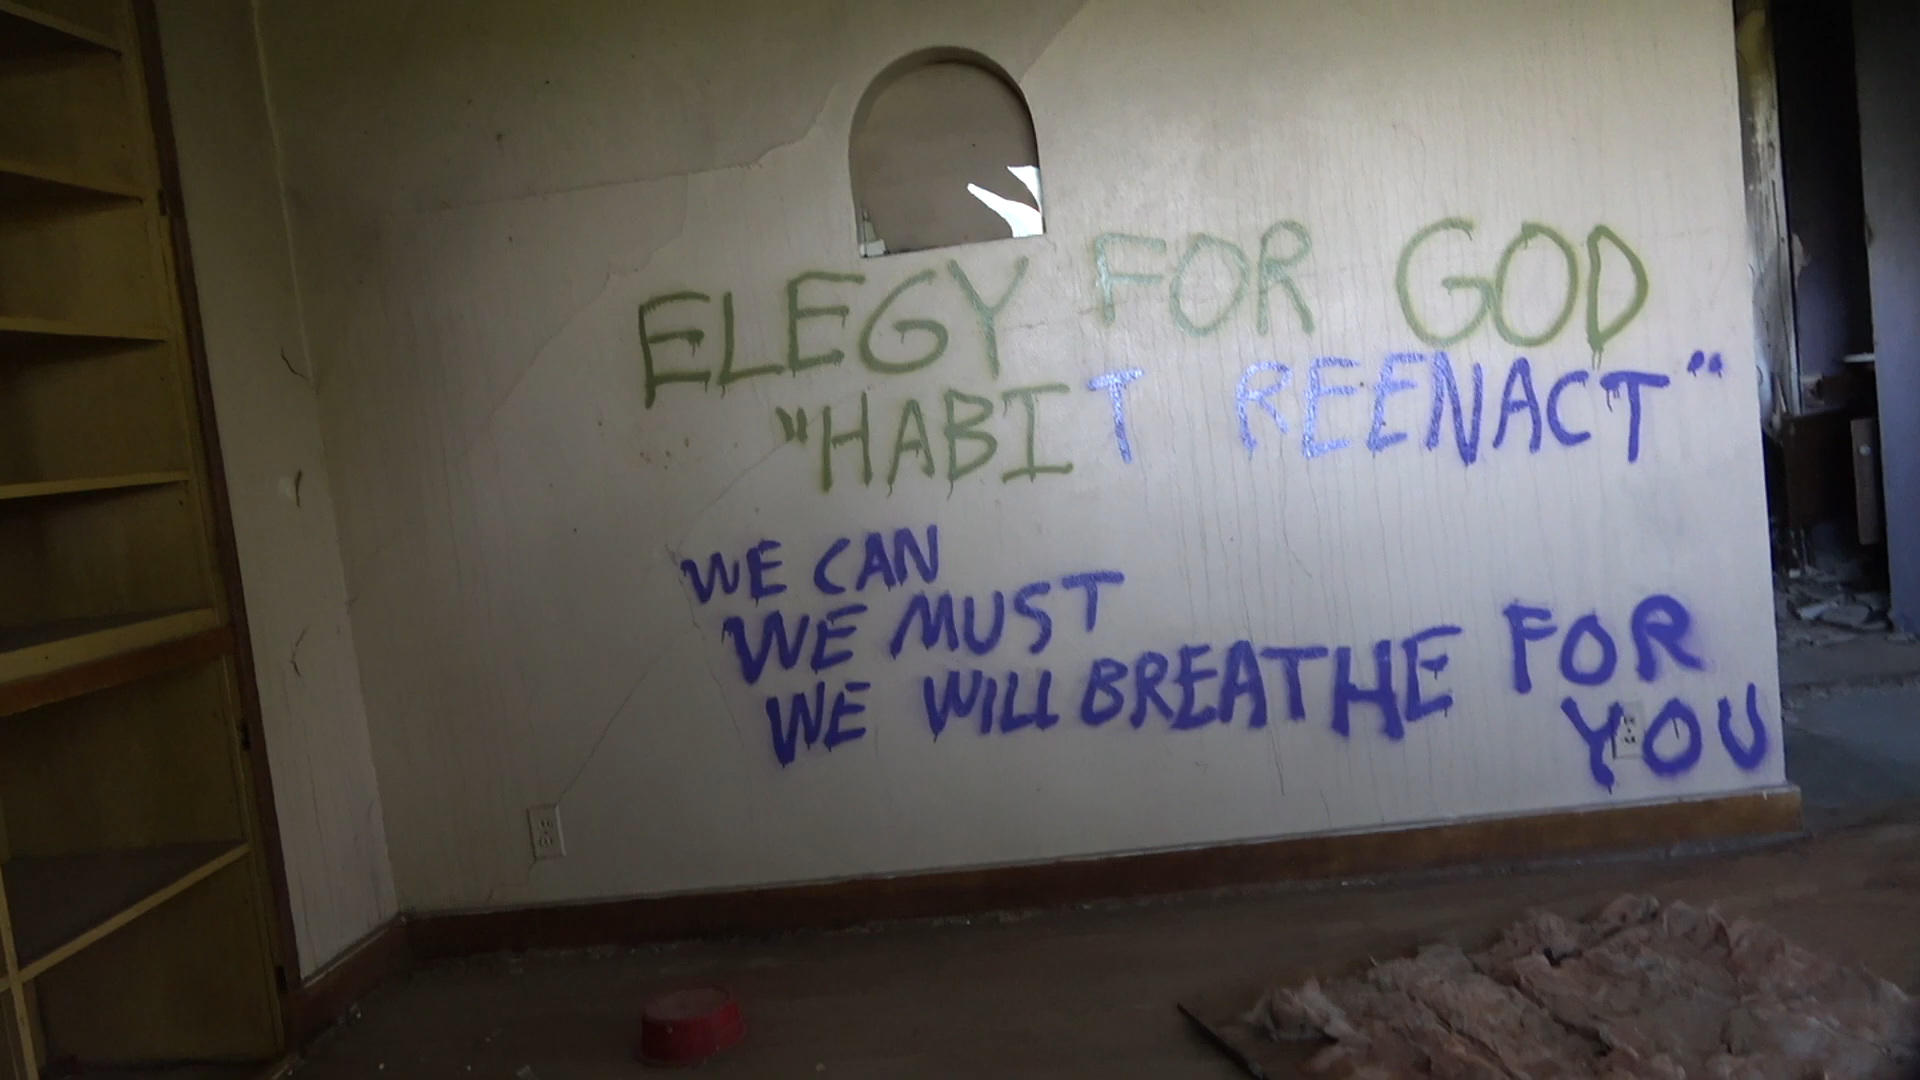 ELEGY FOR GOD
"HABIT REENACT"
WE CAN
WE MUST
WE WILL BREATHE FOR
YOU